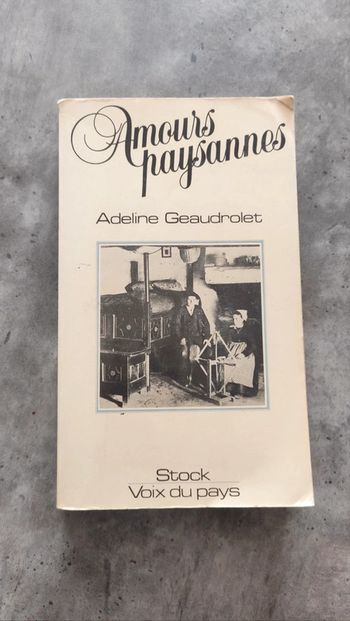 Amours
paysannes
Adeline Geaudrolet
Stock
Voix du pays